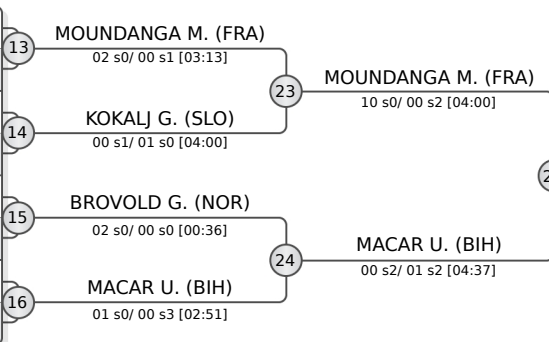 MOUNDANGA M. (FRA)
13
02 s0/ 00 s1 [03:13]
23
MOUNDANGA M. (FRA)
10 s0/ 00 s2 [04:00]
KOKALJ G. (SLO)
14
00 s1/ 01 s0 [04:00]
BROVOLD G. (NOR)
15
02 s0/ 00 s0 [00:36]
24
MACAR U. (BIH)
00 s2/ 01 s2 [04:37]
MACAR U. (BIH)
16
01 s0/ 00 s3 [02:51]